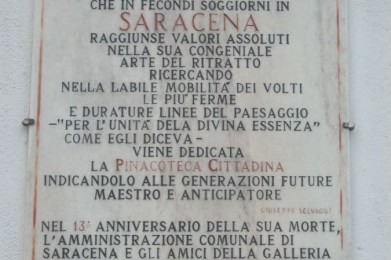 CHE IN FECONDI SOGGIORNI IN
SARACENA
RAGGIUNSE VALORI ASSOLUTI
NELLA SUA CONGENIALE
ARTE DEL RITRATTO
RICERCANDO
NELLA LABILE MOBILITÀ DEI VOLTI
LE PIU' FERME
E DURATURE LINEE DEL PAESAGGIO
-"PER L'UNITÀ DELA DIVINA ESSENZA"
COME EGLI DICEVA-
VIENE DEDICATA
LA PINACOTECA CITTADINA
INDICANDOLO ALLE GENERAZIONI FUTURE
MAESTRO E ANTICIPATORE
GIUSEPPE SELVAGGI
NEL 13° ANNIVERSARIO DELLA SUA MORTE,
L'AMMINISTRAZIONE COMUNALE DI
SARACENA E GLI AMICI DELLA GALLERIA